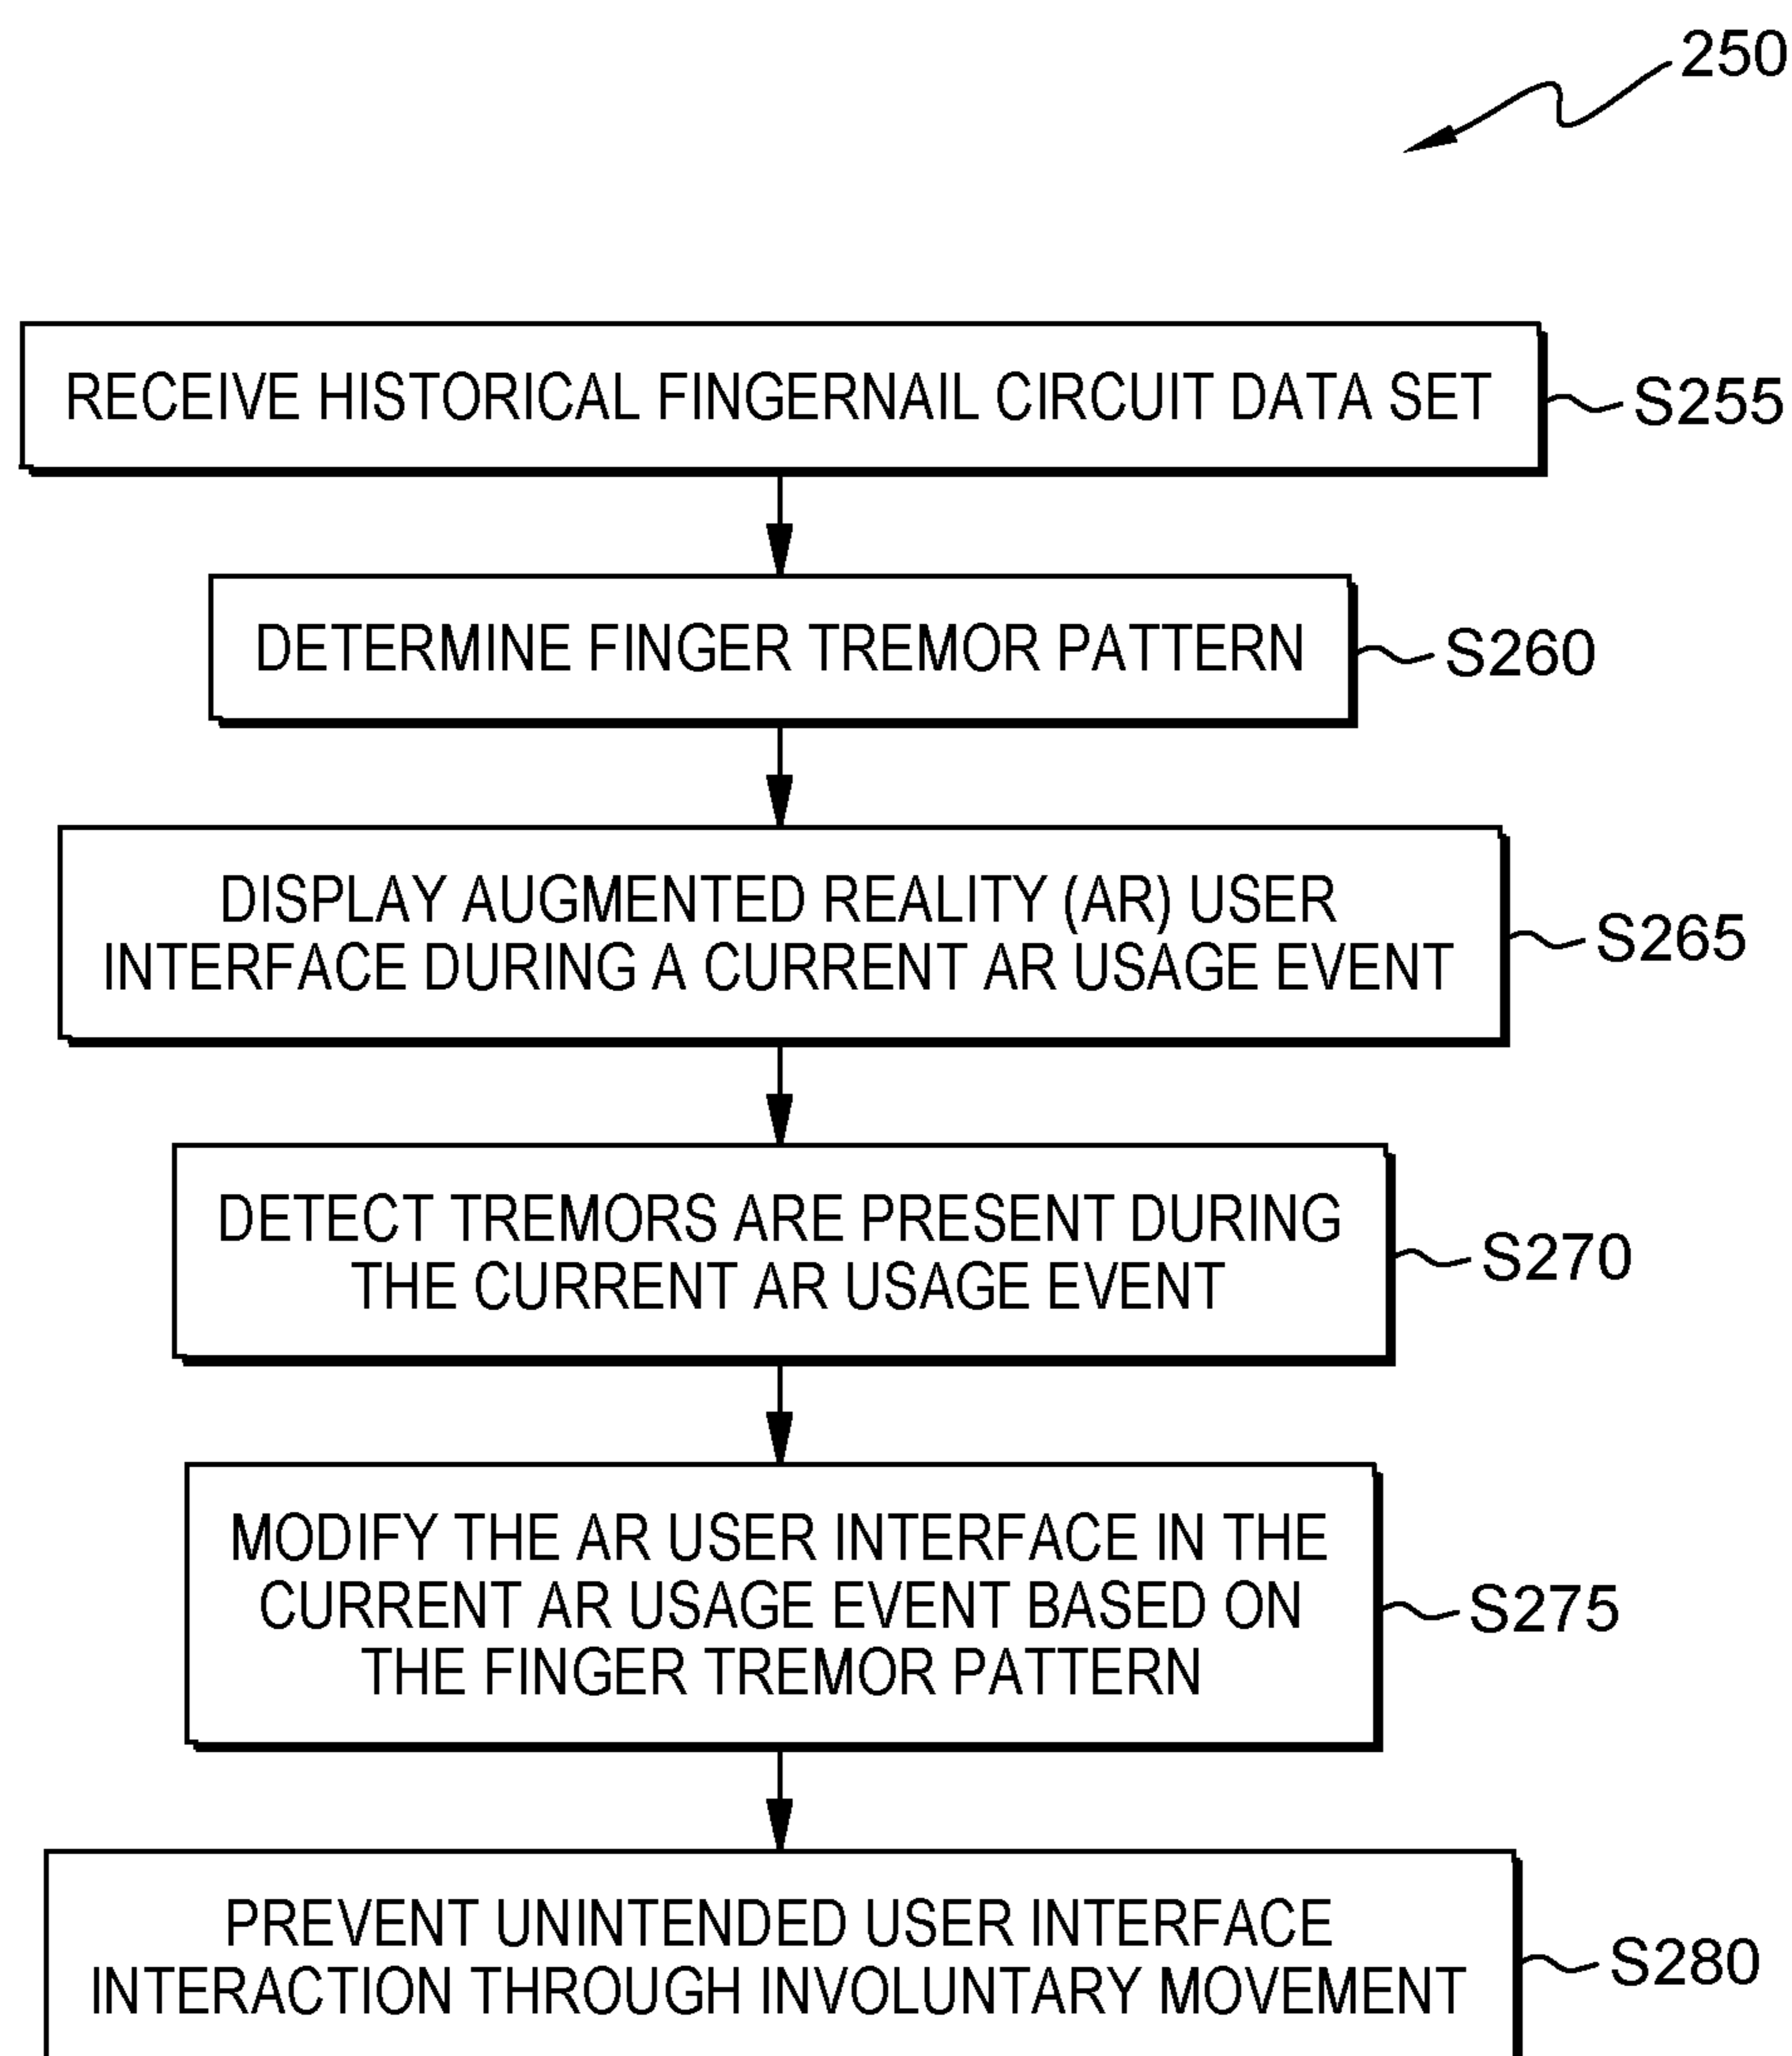 250
RECEIVE HISTORICAL FINGERNAIL CIRCUIT DATA SET
S255
DETERMINE FINGER TREMOR PATTERN
S260
DISPLAY AUGMENTED REALITY (AR) USER
INTERFACE DURING A CURRENT AR USAGE EVENT
S265
DETECT TREMORS ARE PRESENT DURING
THE CURRENT AR USAGE EVENT
S270
MODIFY THE AR USER INTERFACE IN THE
CURRENT AR USAGE EVENT BASED ON
THE FINGER TREMOR PATTERN
S275
PREVENT UNINTENDED USER INTERFACE
INTERACTION THROUGH INVOLUNTARY MOVEMENT
S280